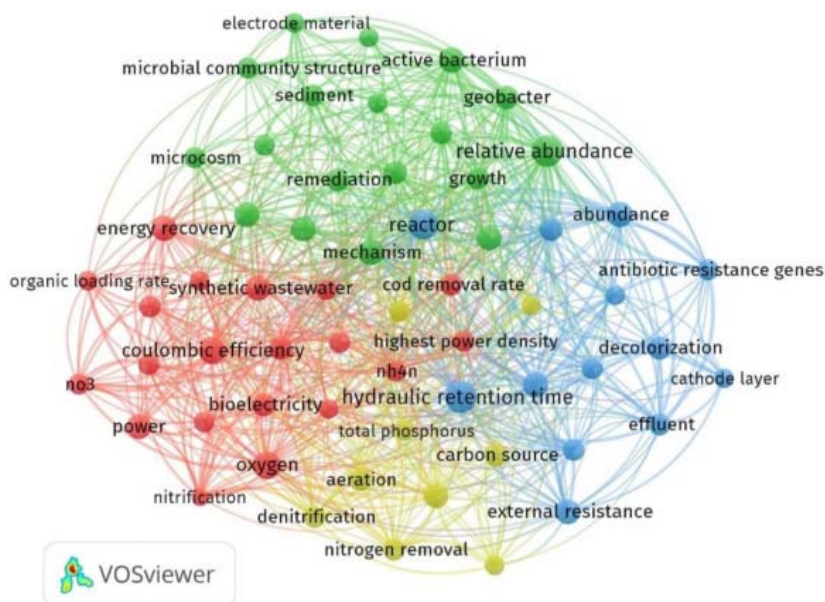 electrode material
microbial community structure
active bacterium
sediment
geobacter
microcosm
relative abundance
remediation
growth
energy recovery
reactor
abundance
mechanism
organic loading rate
synthetic wastewater
cod removal rate
antibiotic resistance genes
coulombic efficiency
highest power density
decolorization
no3
nh4n
cathode layer
bioelectricity
hydraulic retention time
power
total phosphorus
effluent
oxygen
carbon source
nitrification
aeration
denitrification
external resistance
nitrogen removal
VOSviewer